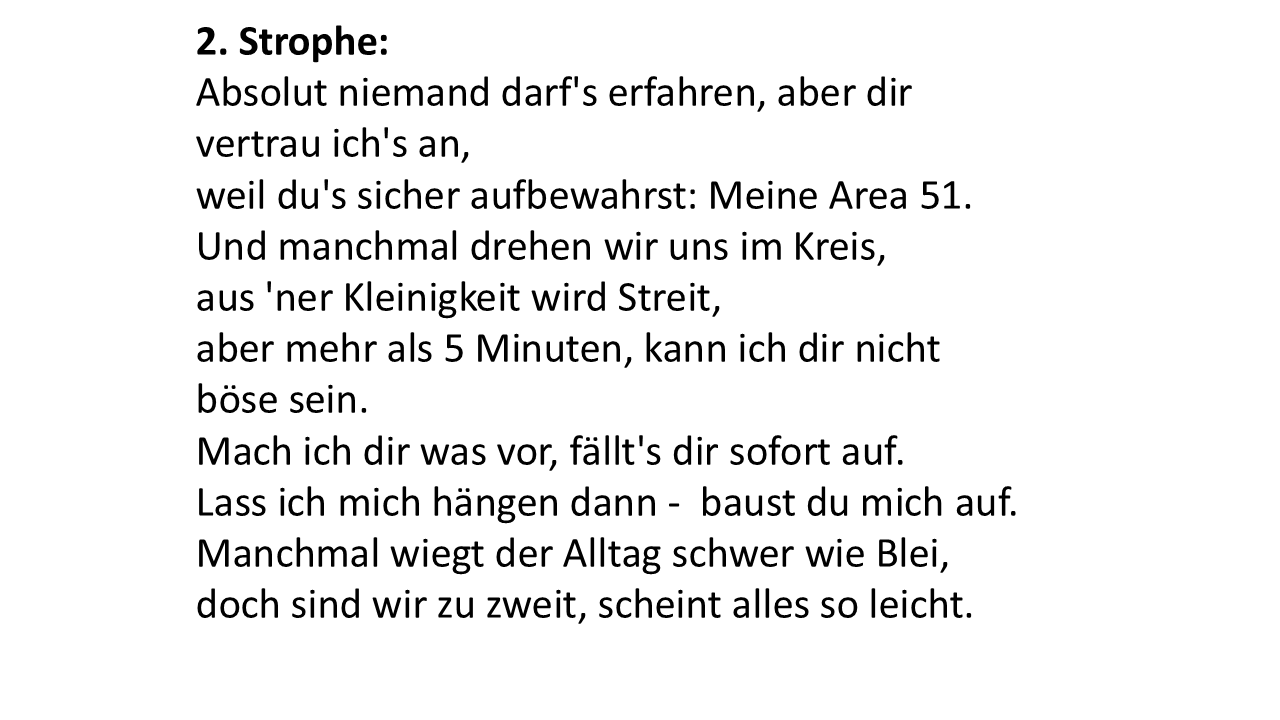 2. Strophe:
Absolut niemand darf's erfahren, aber dir
vertrau ich's an,
weil du's sicher aufbewahrst: Meine Area 51.
Und manchmal drehen wir uns im Kreis,
aus 'ner Kleinigkeit wird Streit,
aber mehr als 5 Minuten, kann ich dir nicht
böse sein.
Mach ich dir was vor, fällt's dir sofort auf.
Lass ich mich hängen dann -  baust du mich auf.
Manchmal wiegt der Alltag schwer wie Blei,
doch sind wir zu zweit, scheint alles so leicht.